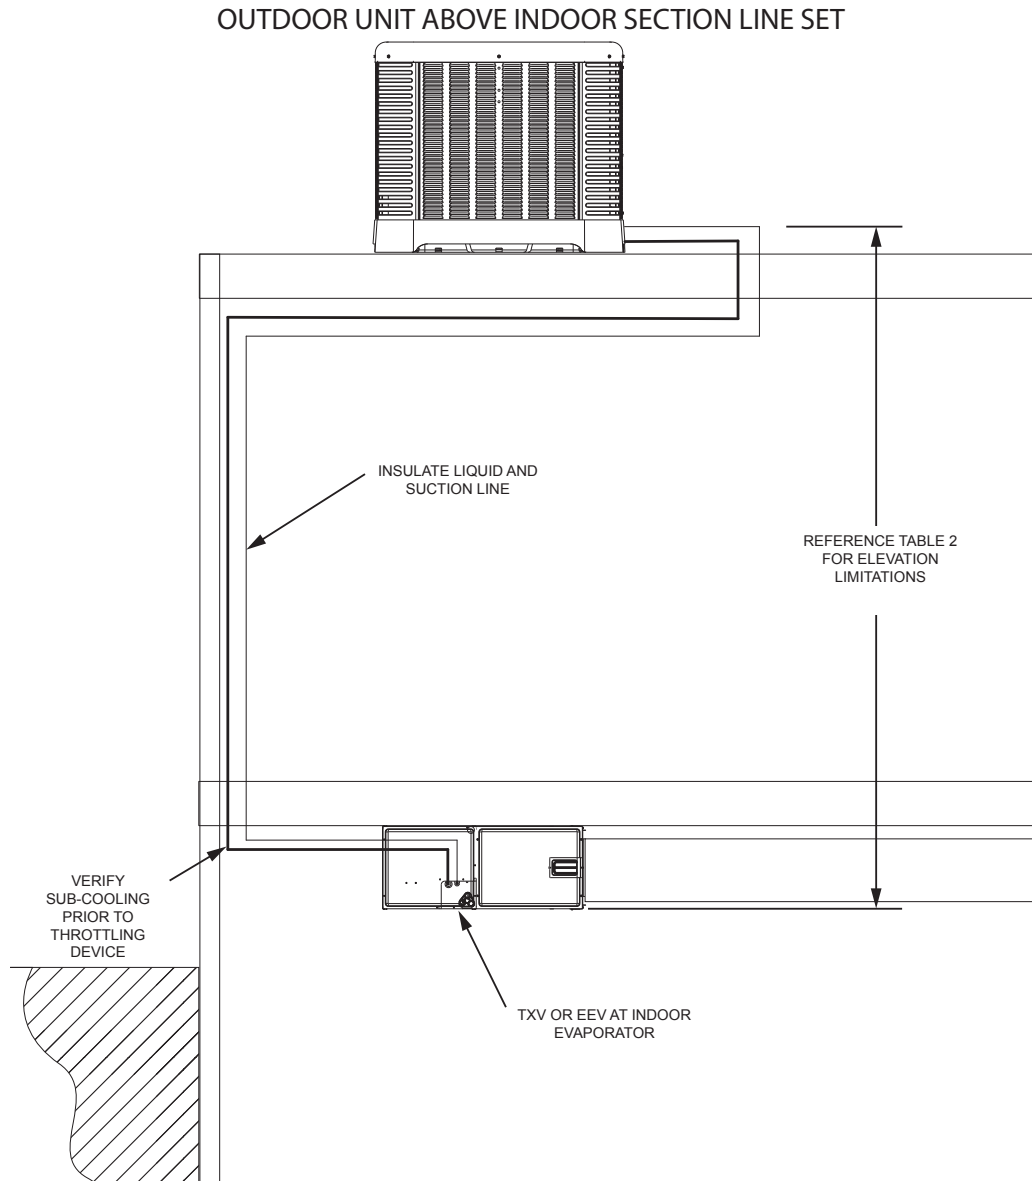 OUTDOOR UNIT ABOVE INDOOR SECTION LINE SET
INSULATE LIQUID AND
SUCTION LINE
REFERENCE TABLE 2
FOR ELEVATION
LIMITATIONS
VERIFY
SUB-COOLING
PRIOR TO
THROTTLING
DEVICE
TXV OR EEV AT INDOOR
EVAPORATOR